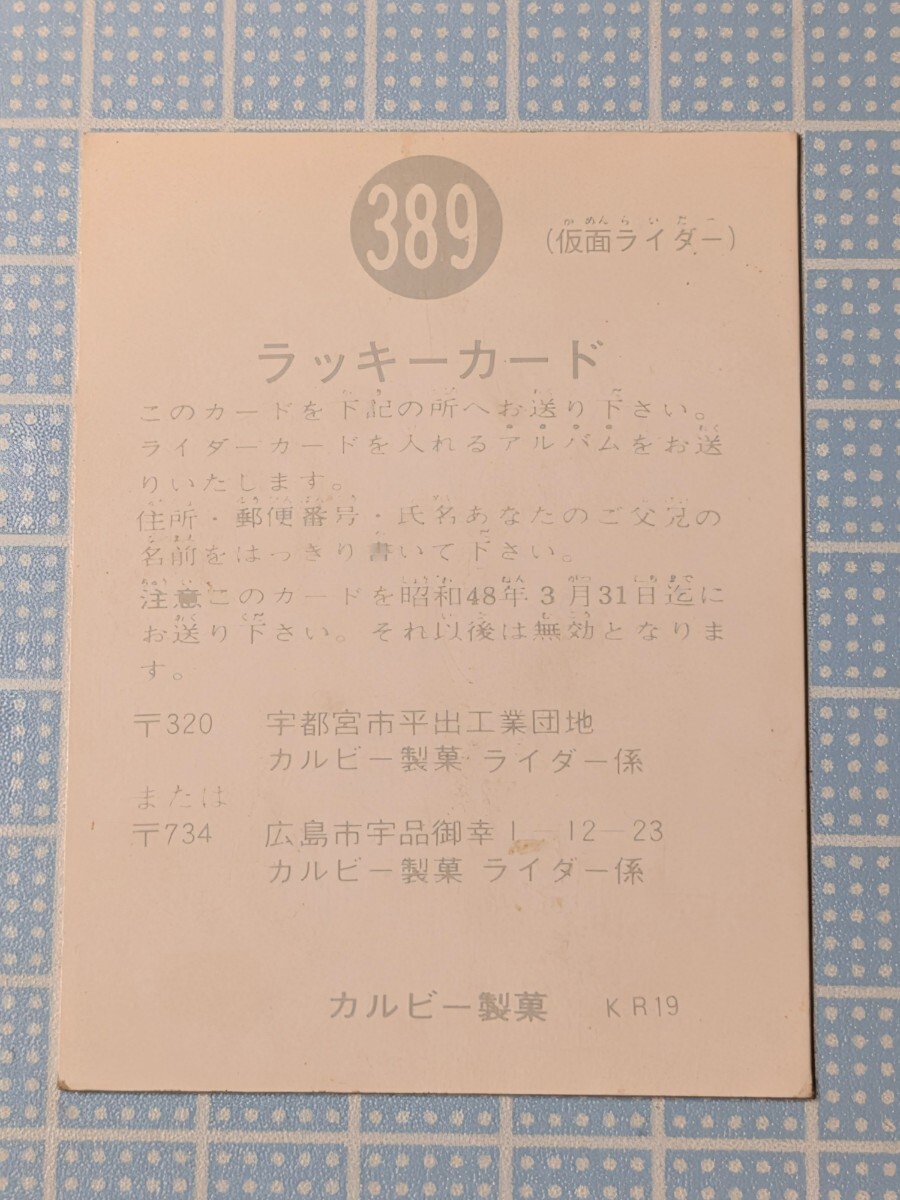 389
(仮面ライダー)
ラッキーカード
このカードを下記の所へお送り下さい。
ライダーカードを入れるアルバムをお送
りいたします。
住所・郵便番号・氏名あなたのご父兄の
名前をはっきり書いて下さい。
注意このカードを昭和48年3月31日迄に
お送り下さい。それ以後は無効となりま
す。
〒320 宇都宮市平出工業団地
カルビー製菓 ライダー係
または
〒734 広島市宇品御幸1-12-23
カルビー製菓 ライダー係
カルビー製菓 KR19